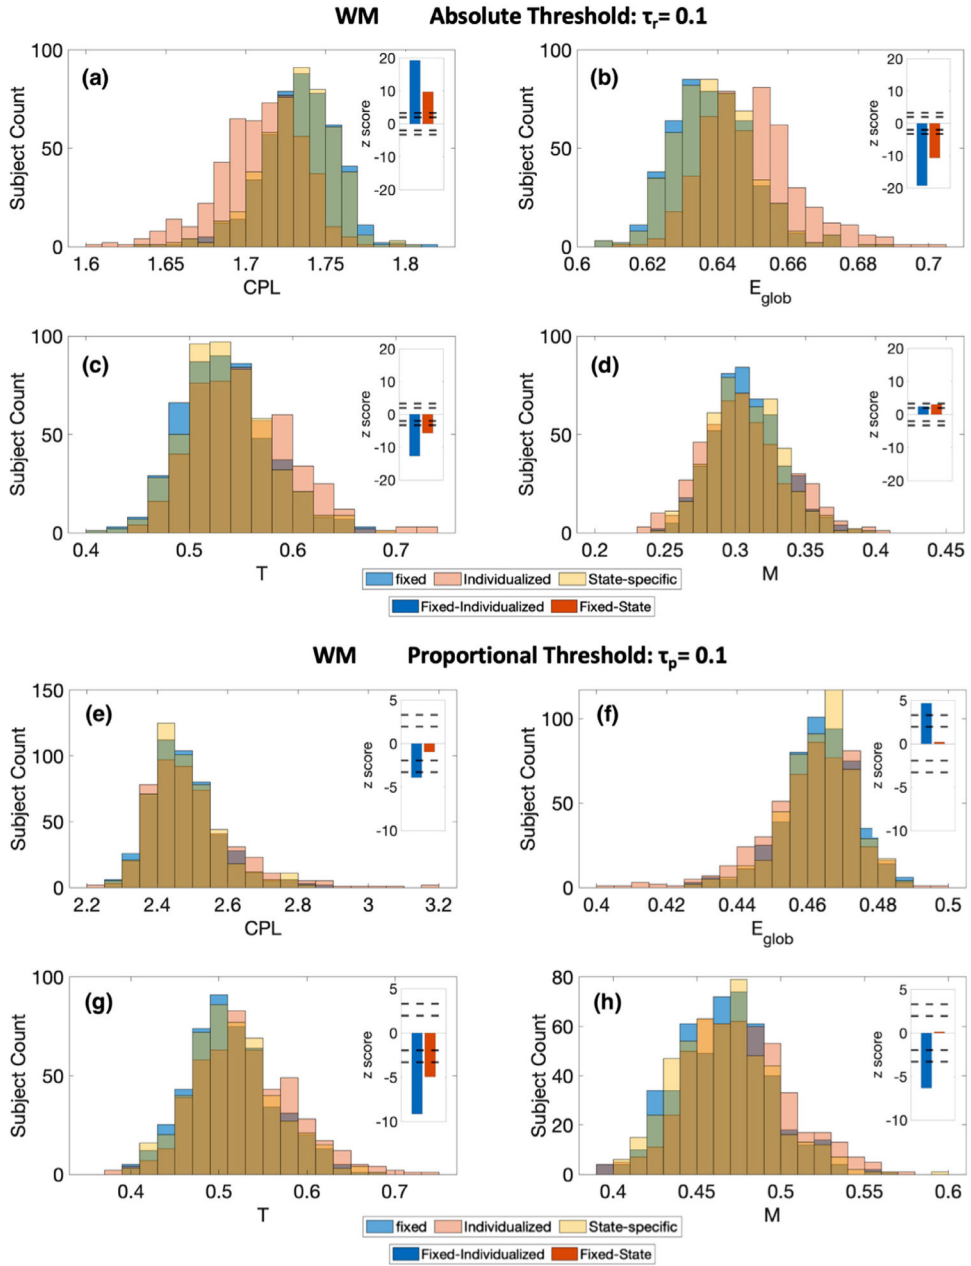 WM Absolute Threshold: τr= 0.1
(a)
Subject Count
100
50
0
1.6 1.65 1.7 1.75 1.8
CPL
z score
20
10
0
-10
-20
(b)
Subject Count
100
50
0
0.6 0.62 0.64 0.66 0.68 0.7
Eglob
z score
20
10
0
-10
-20
(c)
Subject Count
100
50
0
0.4 0.5 0.6 0.7
T
z score
20
10
0
-10
-20
(d)
Subject Count
100
50
0
0.2 0.25 0.3 0.35 0.4 0.45
M
z score
20
10
0
-10
-20
fixed Individualized State-specific
Fixed-Individualized Fixed-State
WM Proportional Threshold: τp= 0.1
(e)
Subject Count
150
100
50
0
2.2 2.4 2.6 2.8 3 3.2
CPL
z score
5
0
-5
-10
(f)
Subject Count
100
50
0
0.4 0.42 0.44 0.46 0.48 0.5
Eglob
z score
5
0
-5
-10
(g)
Subject Count
100
50
0
0.4 0.5 0.6 0.7
T
z score
5
0
-5
-10
(h)
Subject Count
80
60
40
20
0
0.4 0.45 0.5 0.55 0.6
M
z score
5
0
-5
-10
fixed Individualized State-specific
Fixed-Individualized Fixed-State